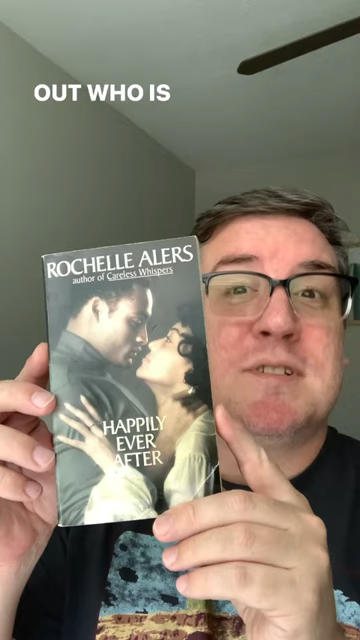 OUT WHO IS
ROCHELLE ALERS
author of Careless Whispers
HAPPILY
EVER
AFTER